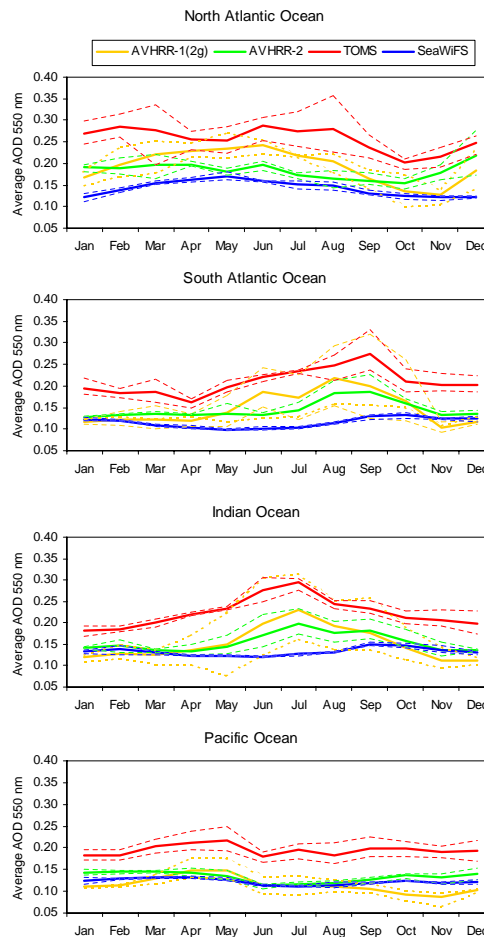 North Atlantic Ocean
AVHRR-1(2g) AVHRR-2 TOMS SeaWiFS
Average AOD 550 nm
0.40
0.35
0.30
0.25
0.20
0.15
0.10
0.05
Jan Feb Mar Apr May Jun Jul Aug Sep Oct Nov Dec
South Atlantic Ocean
Average AOD 550 nm
0.40
0.35
0.30
0.25
0.20
0.15
0.10
0.05
Jan Feb Mar Apr May Jun Jul Aug Sep Oct Nov Dec
Indian Ocean
Average AOD 550 nm
0.40
0.35
0.30
0.25
0.20
0.15
0.10
0.05
Jan Feb Mar Apr May Jun Jul Aug Sep Oct Nov Dec
Pacific Ocean
Average AOD 550 nm
0.40
0.35
0.30
0.25
0.20
0.15
0.10
0.05
Jan Feb Mar Apr May Jun Jul Aug Sep Oct Nov Dec